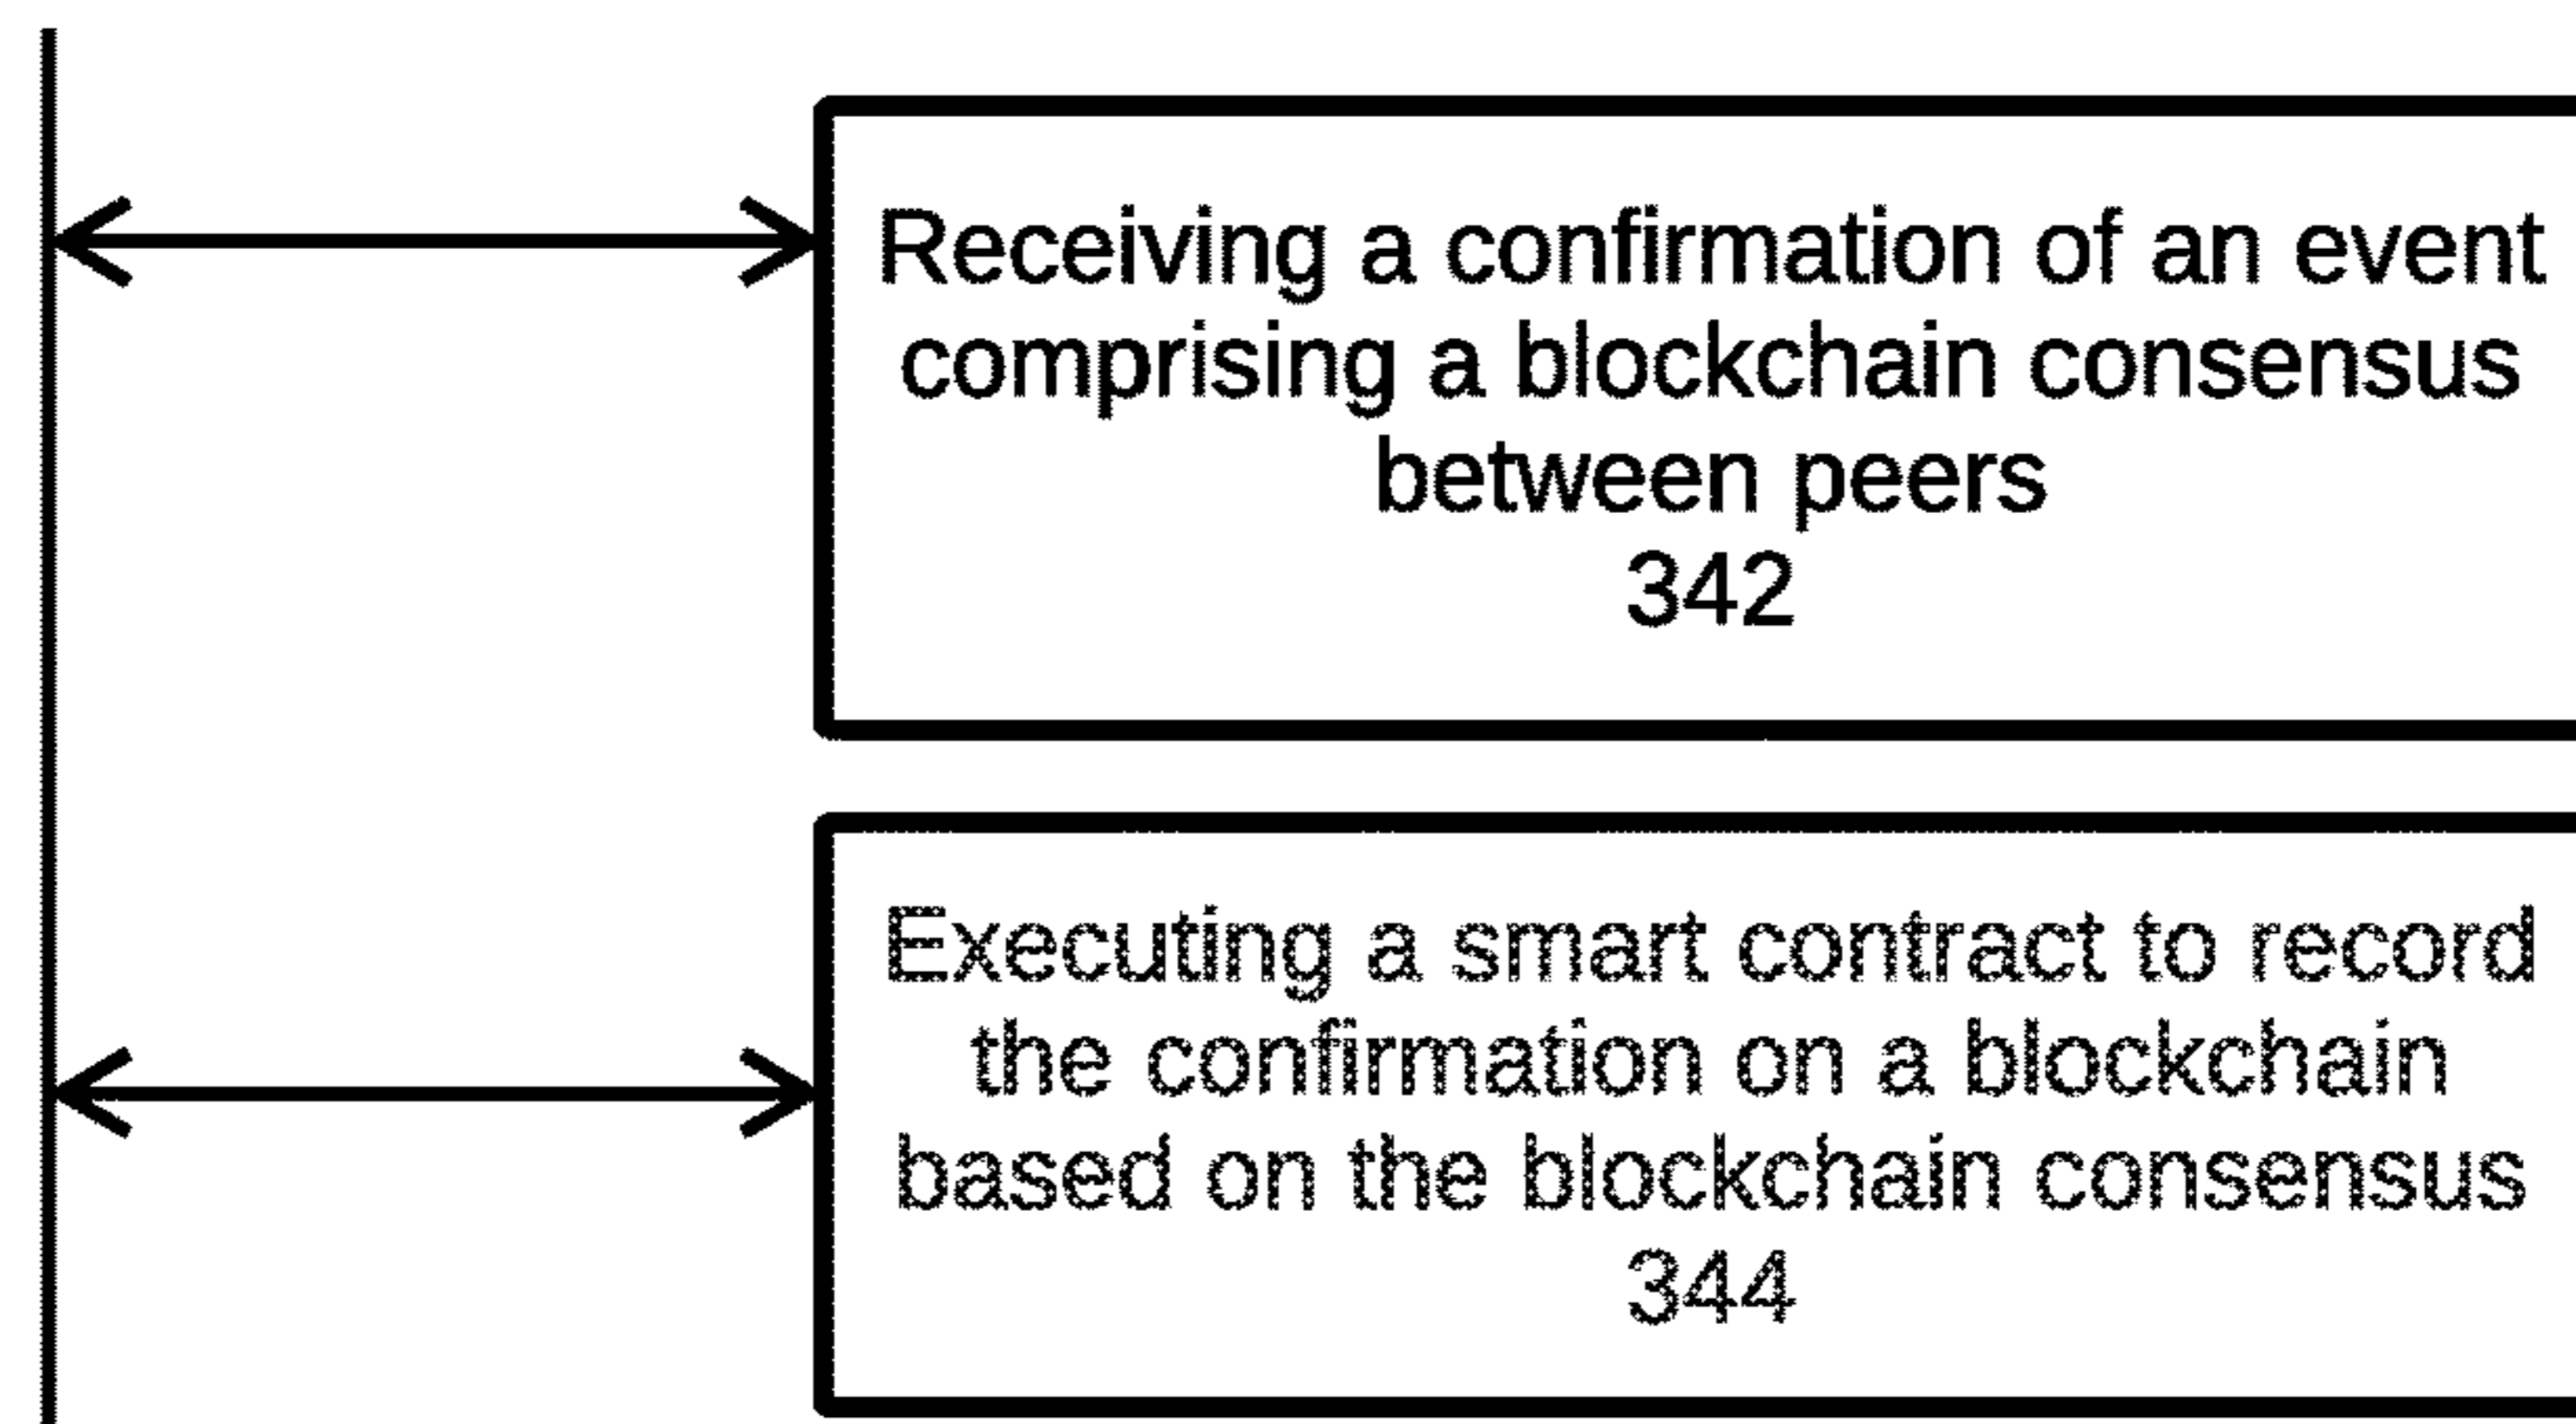 Receiving a confirmation of an event
comprising a blockchain consensus
between peers
342
Executing a smart contract to record
the confirmation on a blockchain
based on the blockchain consensus
344